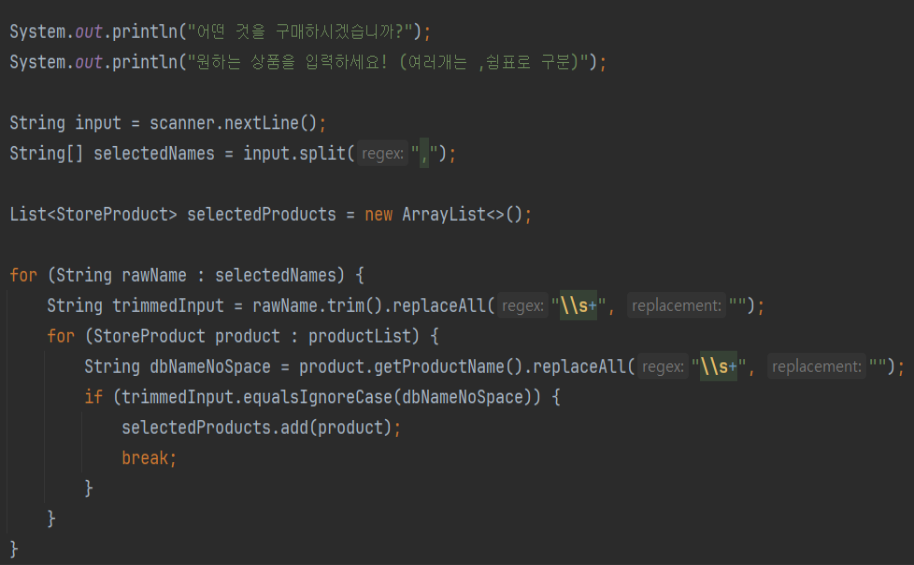 System.out.println("어떤 것을 구매하시겠습니까?");
System.out.println("원하는 상품을 입력하세요! (여러개는 ,쉼표로 구분)");
String input = scanner.nextLine();
String[] selectedNames = input.split( regex: ",");
List<StoreProduct> selectedProducts = new ArrayList<>();
for (String rawName : selectedNames) {
    String trimmedInput = rawName.trim().replaceAll( regex: "\\s+", replacement: "");
    for (StoreProduct product : productList) {
        String dbNameNoSpace = product.getProductName().replaceAll( regex: "\\s+", replacement: "");
        if (trimmedInput.equalsIgnoreCase(dbNameNoSpace)) {
            selectedProducts.add(product);
            break;
        }
    }
}